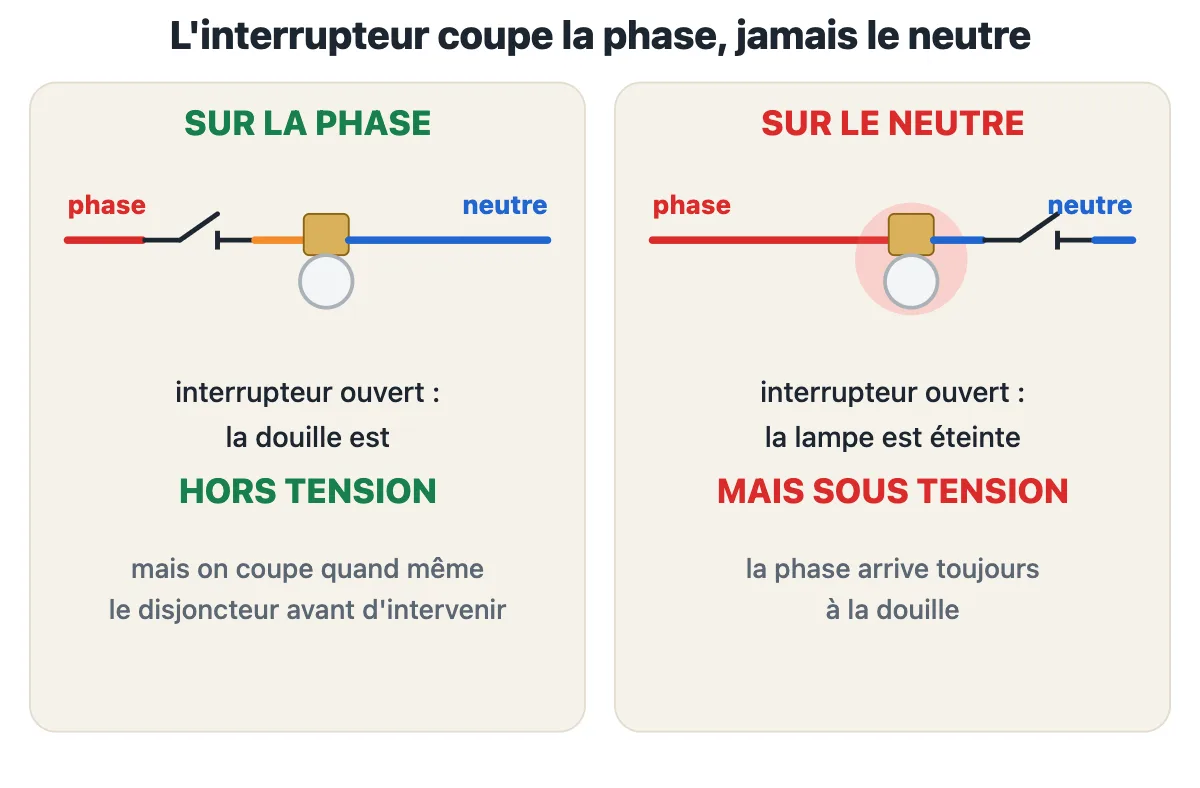 L'interrupteur coupe la phase, jamais le neutre
SUR LA PHASE
phase
neutre
interrupteur ouvert :
la douille est
HORS TENSION
mais on coupe quand même
le disjoncteur avant d'intervenir
SUR LE NEUTRE
phase
neutre
interrupteur ouvert :
la lampe est éteinte
MAIS SOUS TENSION
la phase arrive toujours
à la douille